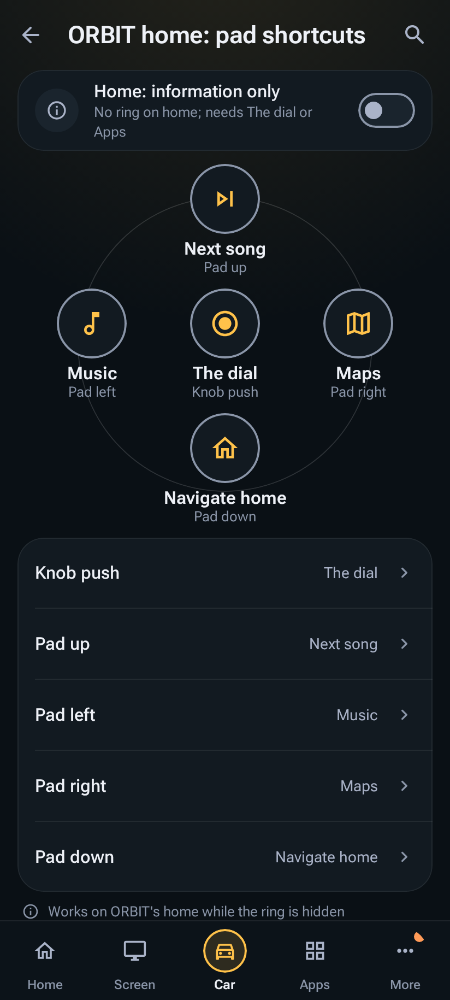 ORBIT home: pad shortcuts
Home: information only
No ring on home; needs The dial or
Apps
Next song
Pad up
Music
Pad left
The dial
Knob push
Maps
Pad right
Navigate home
Pad down
Knob push
The dial
Pad up
Next song
Pad left
Music
Pad right
Maps
Pad down
Navigate home
Works on ORBIT's home while the ring is hidden
Home
Screen
Car
Apps
More